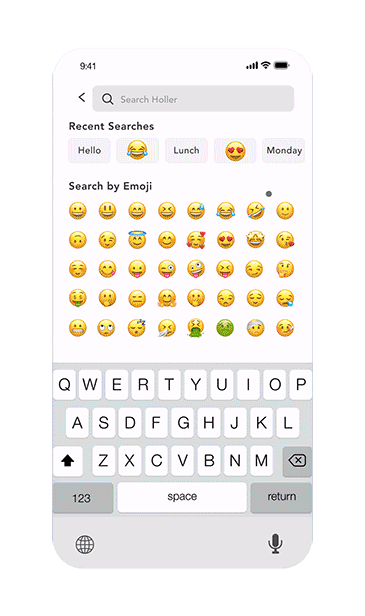 9:41
Search Holler
Recent Searches
Hello 😂 Lunch 😍 Monday
Search by Emoji
Q W E R T Y U I O P
A S D F G H J K L
Z X C V B N M
123 space return